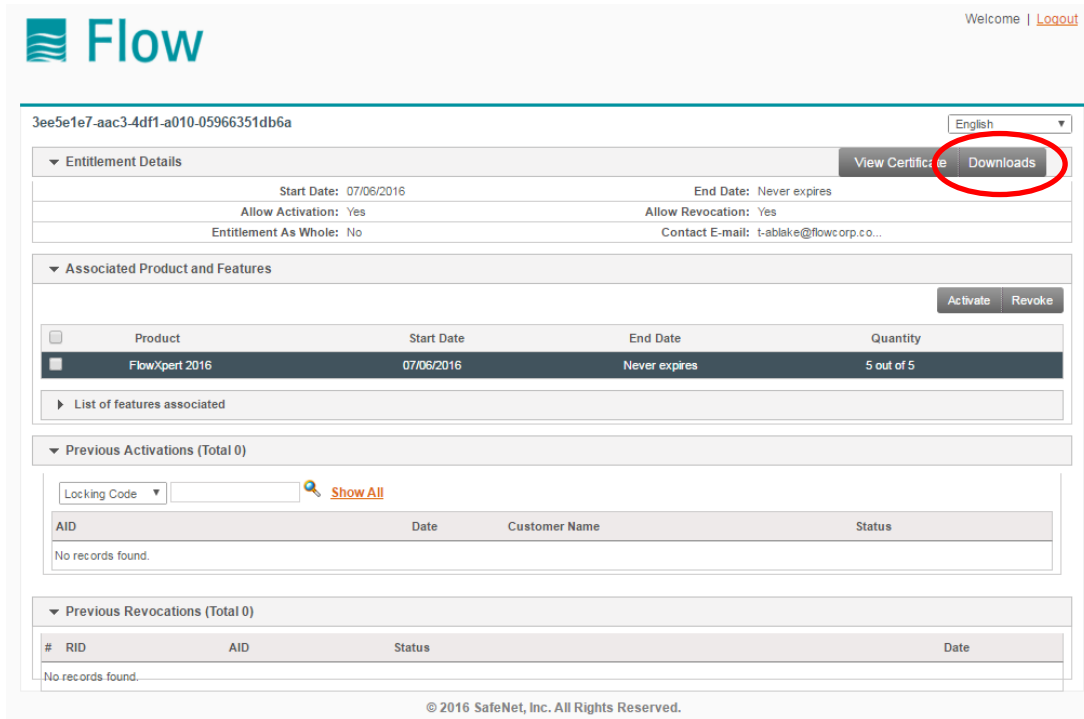 Welcome | Logout
Flow
3ee5e1e7-aac3-4df1-a010-05966351db6a
English
Entitlement Details View Certificate Downloads
Start Date: 07/06/2016 End Date: Never expires
Allow Activation: Yes Allow Revocation: Yes
Entitlement As Whole: No Contact E-mail: t-ablake@flowcorp.co...
Associated Product and Features
Activate Revoke
Product Start Date End Date Quantity
FlowXpert 2016 07/06/2016 Never expires 5 out of 5
List of features associated
Previous Activations (Total 0)
Locking Code Show All
AID Date Customer Name Status
No records found.
Previous Revocations (Total 0)
# RID AID Status Date
No records found.
© 2016 SafeNet, Inc. All Rights Reserved.